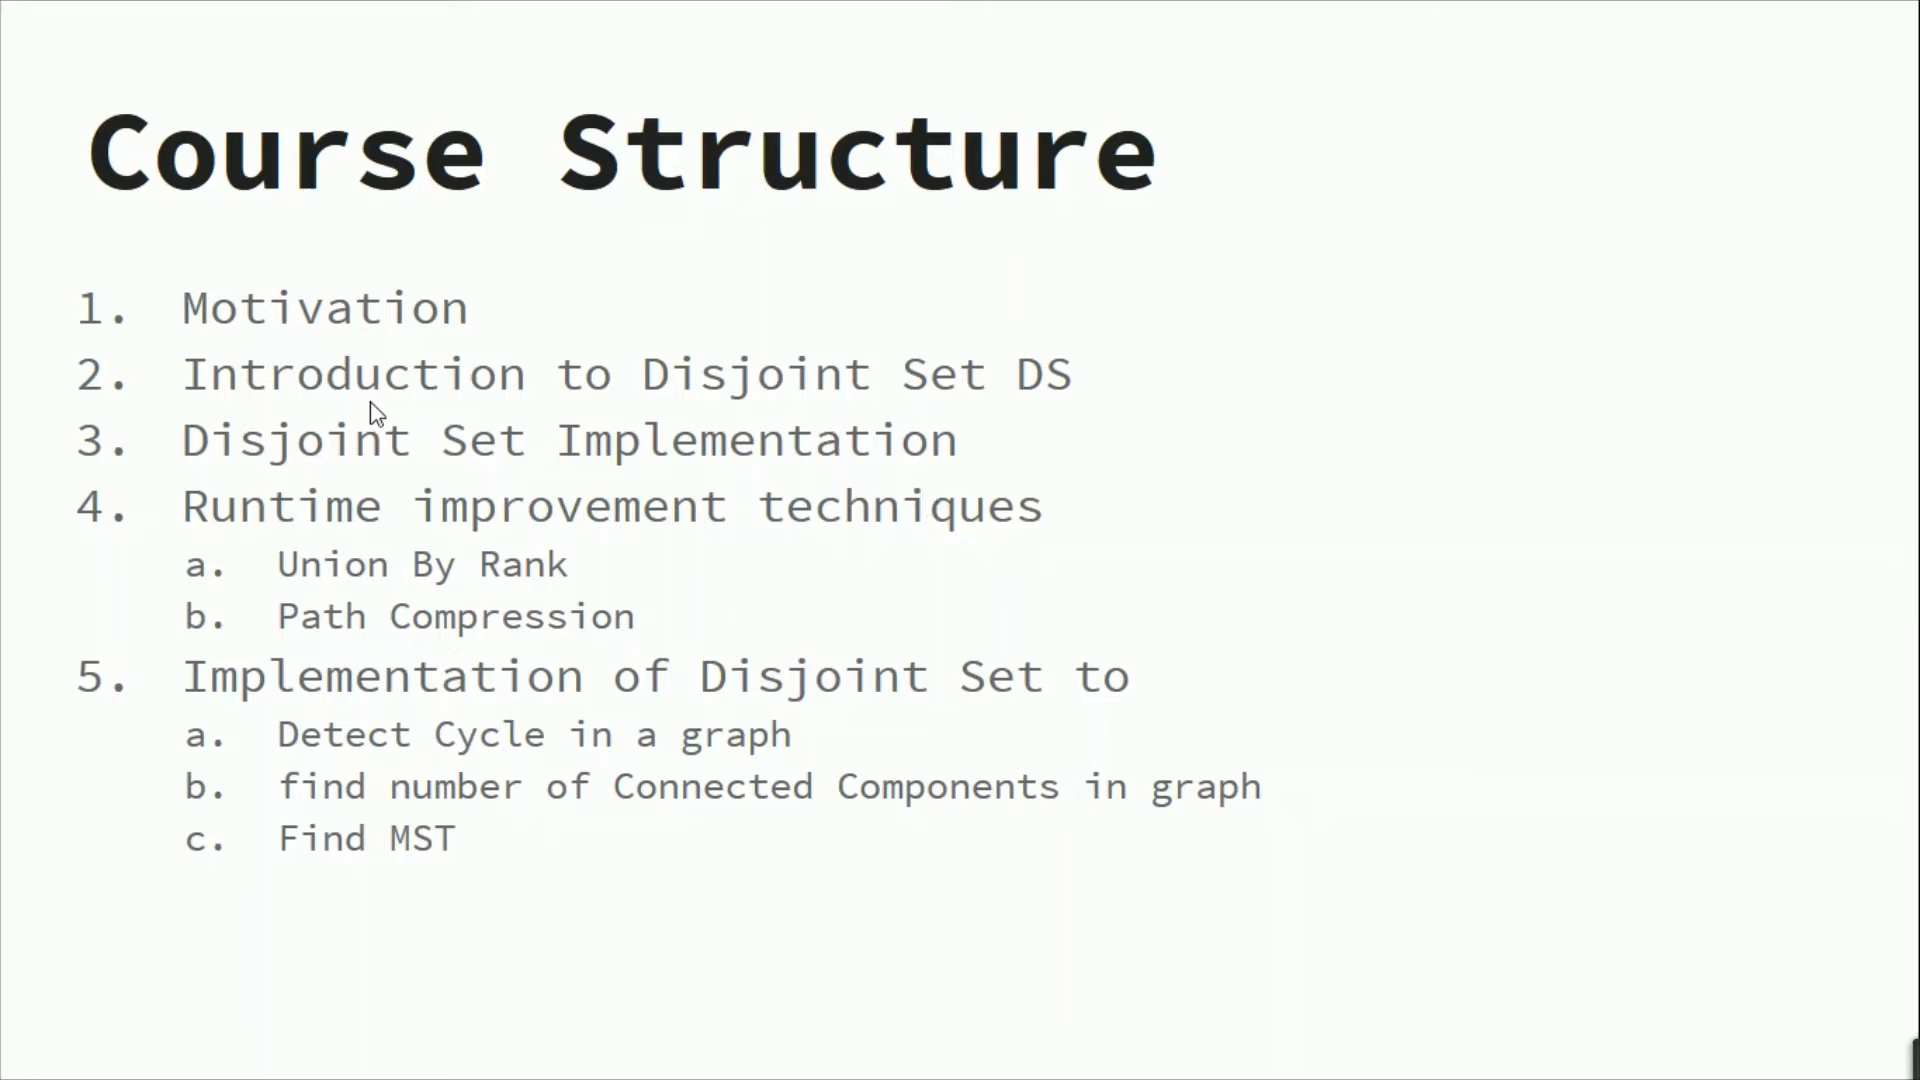 Course Structure
1. Motivation
2. Introduction to Disjoint Set DS
3. Disjoint Set Implementation
4. Runtime improvement techniques
a. Union By Rank
b. Path Compression
5. Implementation of Disjoint Set to
a. Detect Cycle in a graph
b. find number of Connected Components in graph
c. Find MST